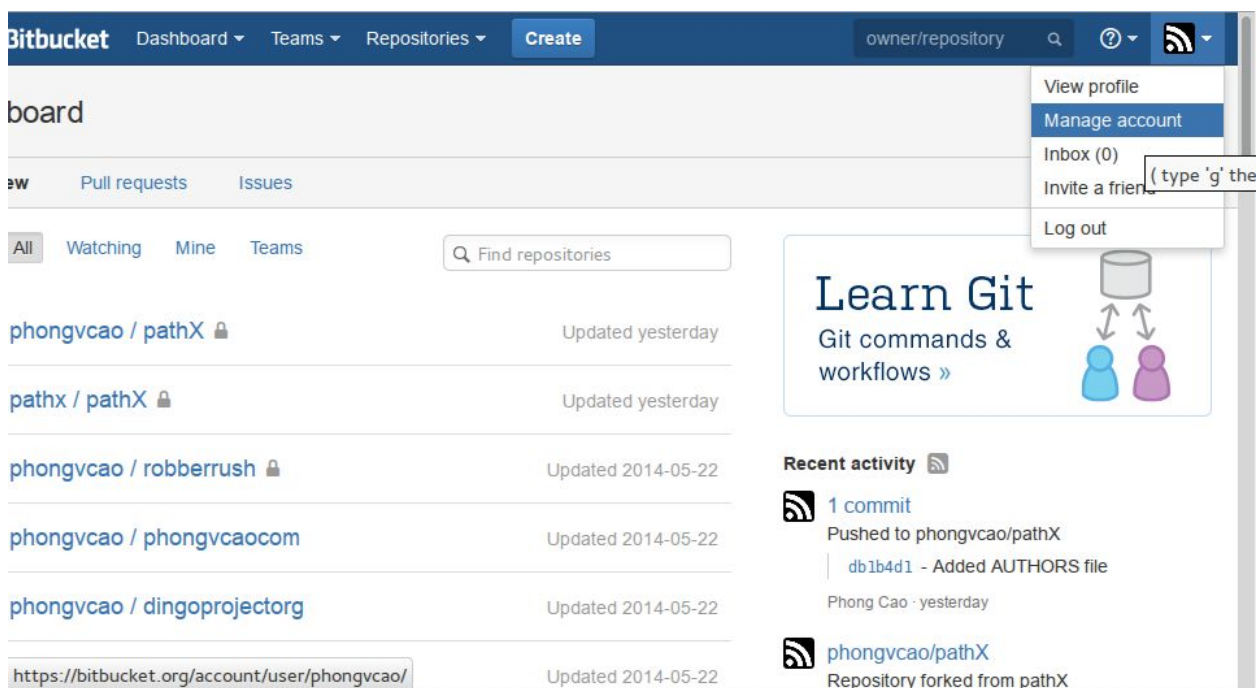 Bitbucket Dashboard Teams Repositories Create owner/repository
View profile
Manage account
Inbox (0)
Invite a friend
Log out
( type 'g' the
board
ew Pull requests Issues
All Watching Mine Teams Find repositories
Learn Git
Git commands &
workflows »
phongvcao / pathX Updated yesterday
pathx / pathX Updated yesterday
phongvcao / robberrush Updated 2014-05-22
phongvcao / phongvcaocom Updated 2014-05-22
phongvcao / dingoprojectorg Updated 2014-05-22
https://bitbucket.org/account/user/phongvcao/ Updated 2014-05-22
Recent activity
1 commit
Pushed to phongvcao/pathX
db1b4d1 - Added AUTHORS file
Phong Cao · yesterday
phongvcao/pathX
Repository forked from pathX